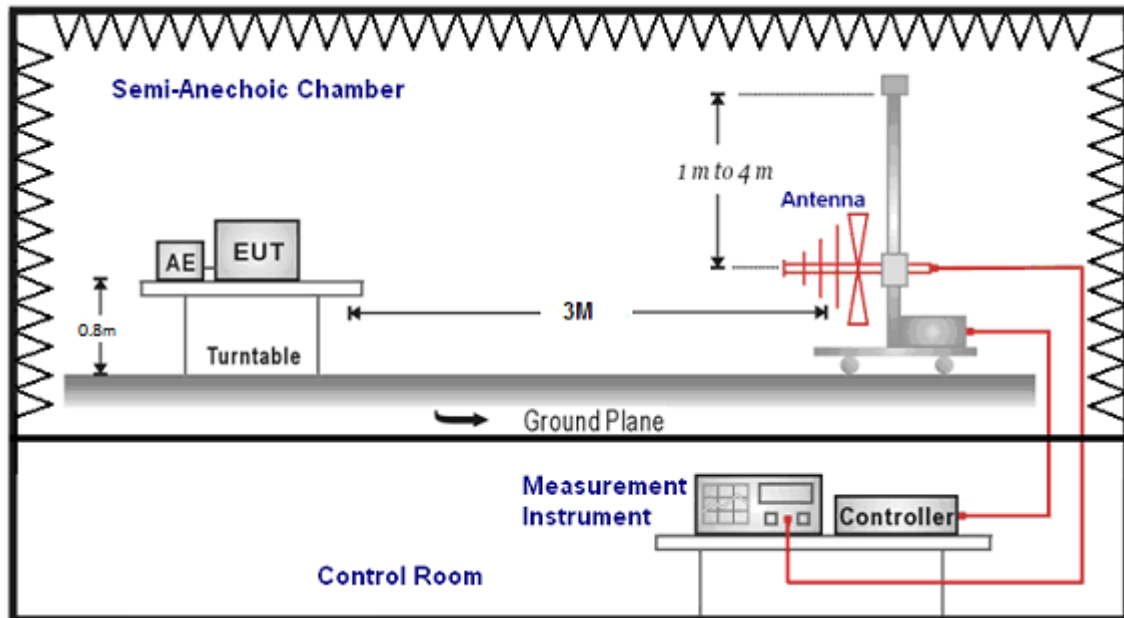 Semi-Anechoic Chamber
1 m to 4 m
Antenna
AE
EUT
0.8m
3M
Turntable
Ground Plane
Measurement
Instrument
Controller
Control Room